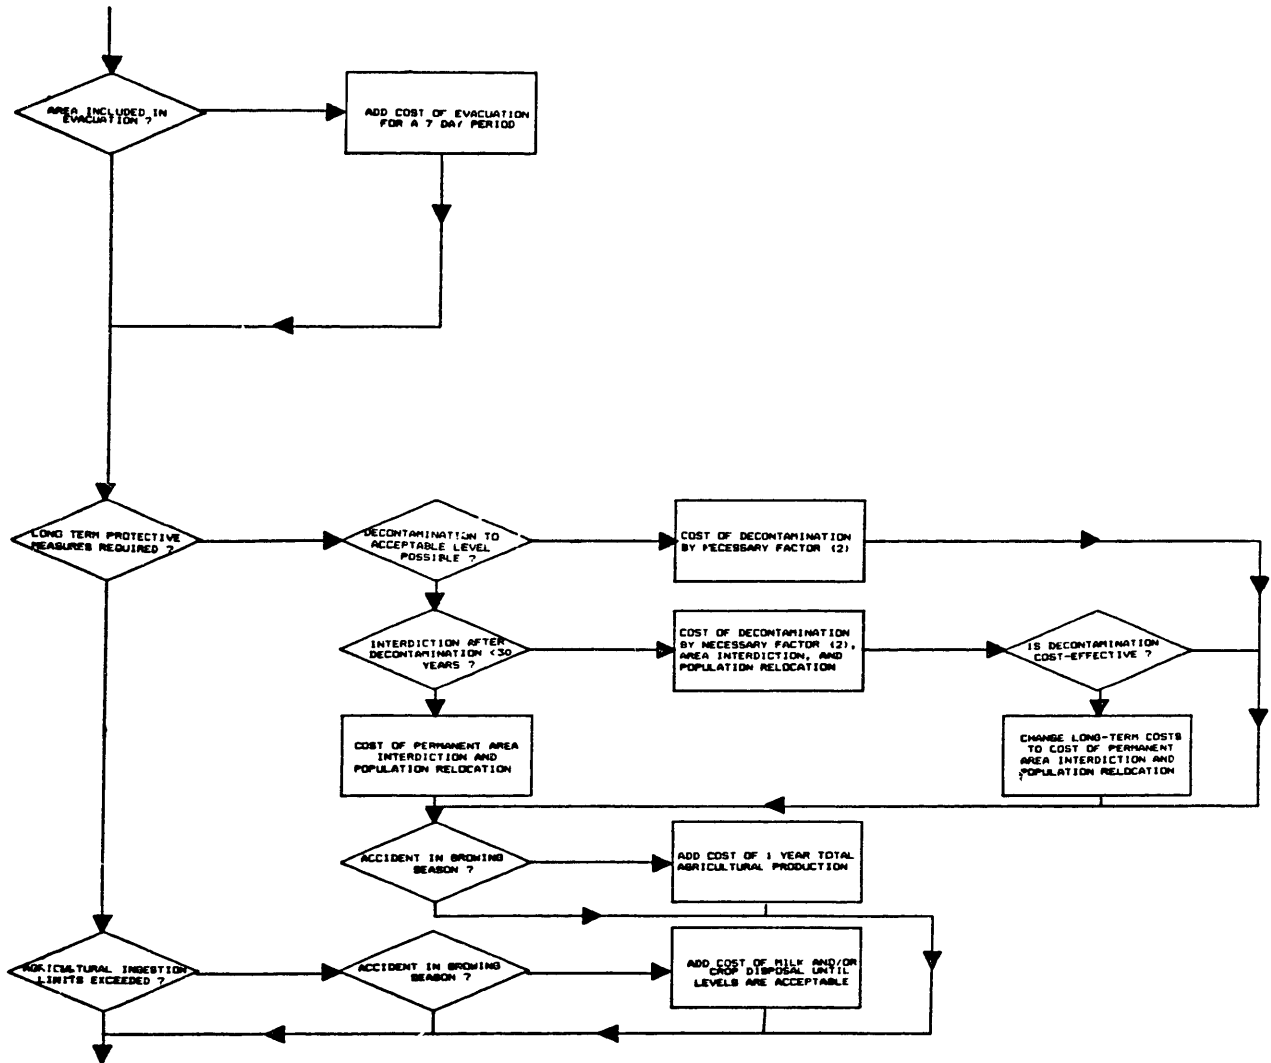 AREA INCLUDED IN
EVACUATION ?
ADD COST OF EVACUATION
FOR A 7 DAY PERIOD
LONG TERM PROTECTIVE
MEASURES REQUIRED ?
DECONTAMINATION TO
ACCEPTABLE LEVEL
POSSIBLE ?
COST OF DECONTAMINATION
BY NECESSARY FACTOR (2)
INTERDICTION AFTER
DECONTAMINATION <30
YEARS ?
COST OF DECONTAMINATION
BY NECESSARY FACTOR (2),
AREA INTERDICTION, AND
POPULATION RELOCATION
IS DECONTAMINATION
COST-EFFECTIVE ?
COST OF PERMANENT AREA
INTERDICTION AND
POPULATION RELOCATION
CHANGE LONG-TERM COSTS
TO COST OF PERMANENT
AREA INTERDICTION AND
POPULATION RELOCATION
ACCIDENT IN GROWING
SEASON ?
ADD COST OF 1 YEAR TOTAL
AGRICULTURAL PRODUCTION
AGRICULTURAL INGESTION
LIMITS EXCEEDED ?
ACCIDENT IN GROWING
SEASON ?
ADD COST OF MILK AND/OR
CROP DISPOSAL UNTIL
LEVELS ARE ACCEPTABLE